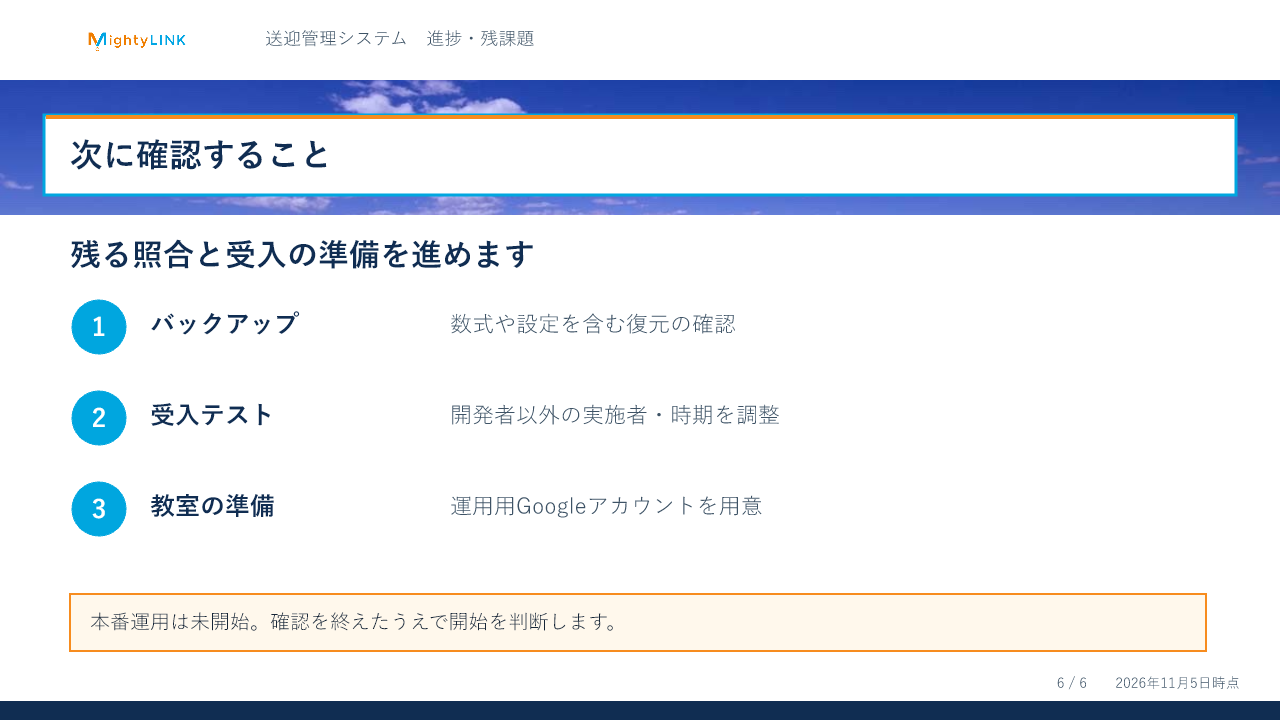 MightyLINK
送迎管理システム　進捗・残課題
次に確認すること
残る照合と受入の準備を進めます
1 バックアップ 数式や設定を含む復元の確認
2 受入テスト 開発者以外の実施者・時期を調整
3 教室の準備 運用用Googleアカウントを用意
本番運用は未開始。確認を終えたうえで開始を判断します。
6 / 6 2026年11月5日時点